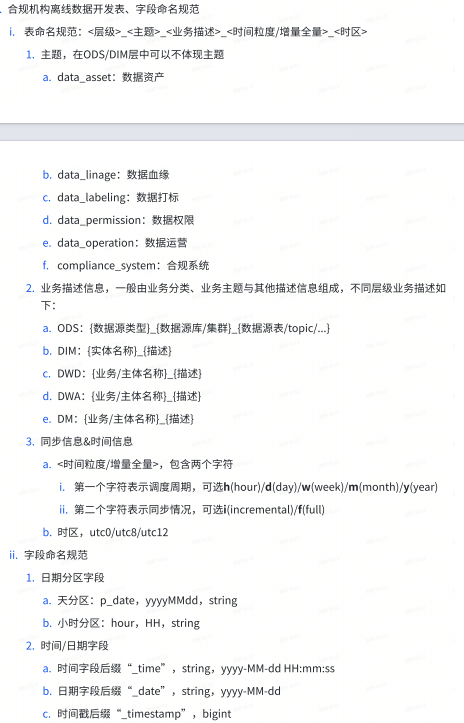 合规机构离线数据开发表、字段命名规范
i. 表命名规范：<层级>_<主题>_<业务描述>_<时间粒度/增量全量>_<时区>
1. 主题，在ODS/DIM层中可以不体现主题
a. data_asset：数据资产
b. data_linage：数据血缘
c. data_labeling：数据打标
d. data_permission：数据权限
e. data_operation：数据运营
f. compliance_system：合规系统
2. 业务描述信息，一般由业务分类、业务主题与其他描述信息组成，不同层级业务描述如
下：
a. ODS：{数据源类型}_{数据源库/集群}_{数据源表/topic/...}
b. DIM：{实体名称}_{描述}
c. DWD：{业务/主体名称}_{描述}
d. DWA：{业务/主体名称}_{描述}
e. DM：{业务/主体名称}_{描述}
3. 同步信息&时间信息
a. <时间粒度/增量全量>，包含两个字符
i. 第一个字符表示调度周期，可选h(hour)/d(day)/w(week)/m(month)/y(year)
ii. 第二个字符表示同步情况，可选i(incremental)/f(full)
b. 时区，utc0/utc8/utc12
ii. 字段命名规范
1. 日期分区字段
a. 天分区：p_date，yyyyMMdd，string
b. 小时分区：hour，HH，string
2. 时间/日期字段
a. 时间字段后缀“_time”，string，yyyy-MM-dd HH:mm:ss
b. 日期字段后缀“_date”，string，yyyy-MM-dd
c. 时间戳后缀“_timestamp”，bigint